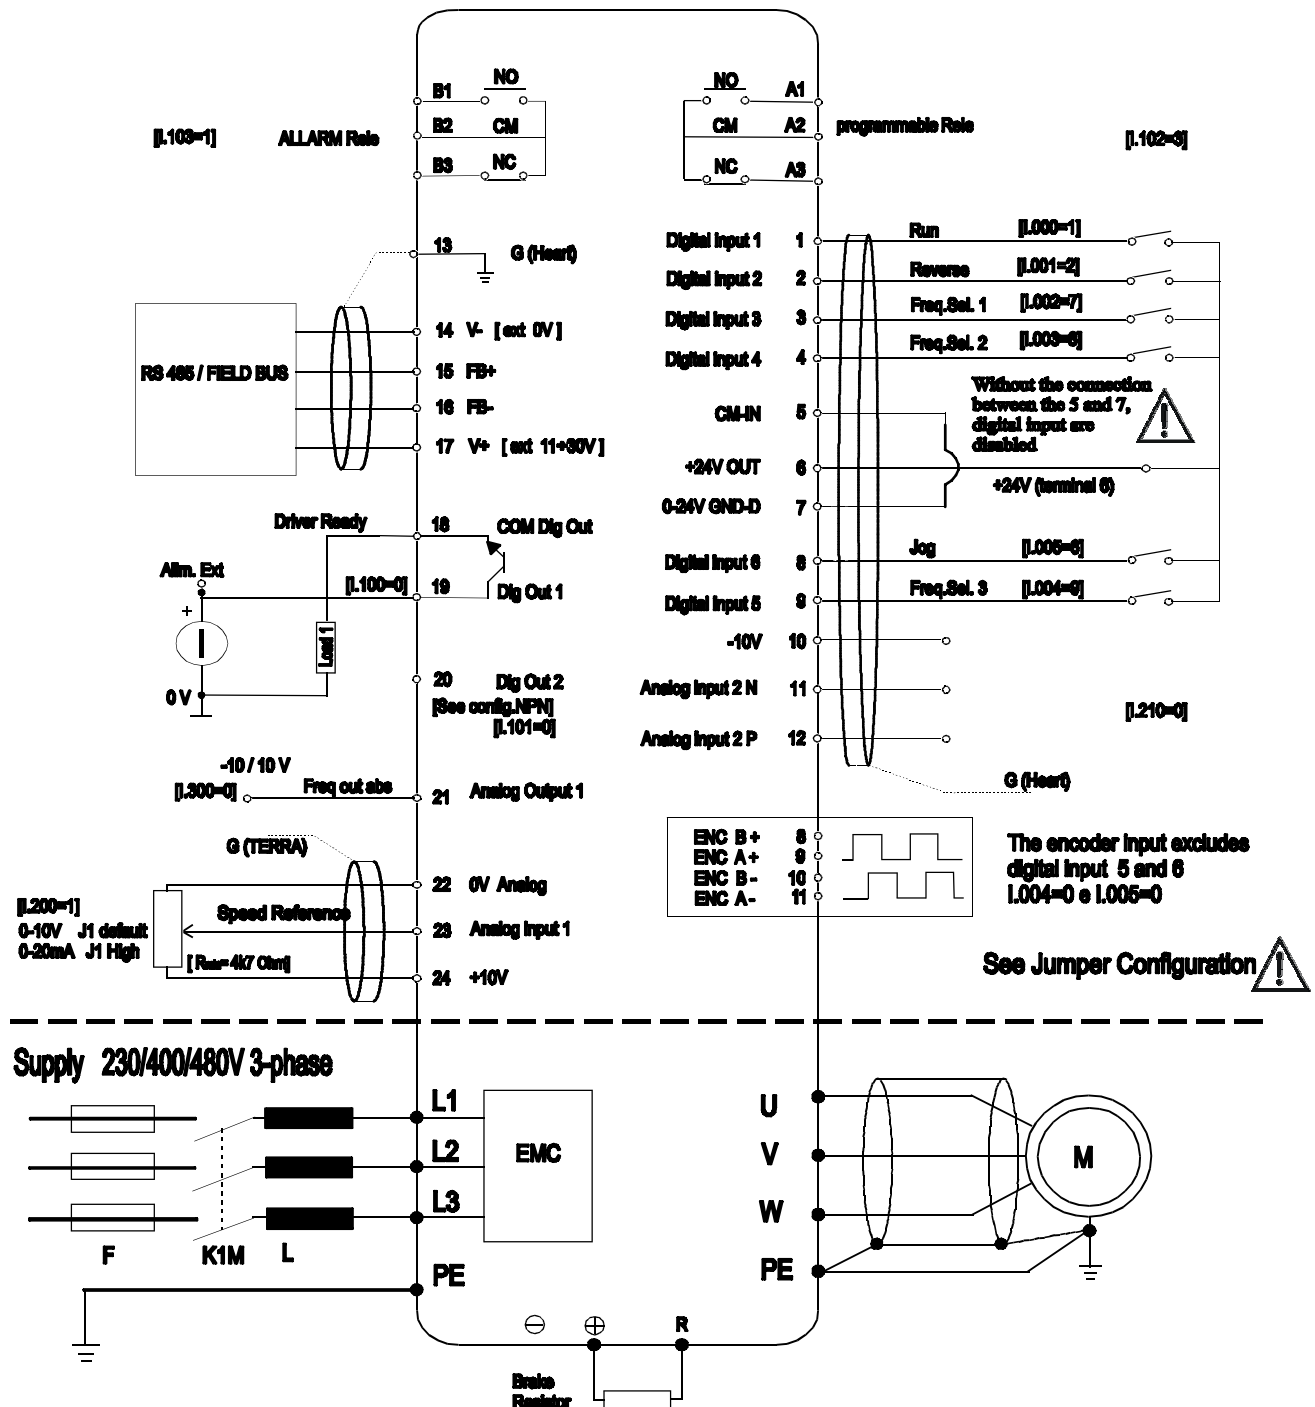 NO
B1
B2
CM
B3
NC
[I.103=1]
ALLARM Rele
NO
A1
CM
A2
NC
A3
programmable Rele
[I.102=3]
13
G (Heart)
14 V- [ ext 0V ]
15 FB+
16 FB-
17 V+ [ ext 11÷30V ]
RS 485 / FIELD BUS
Digital Input 1 1 Run [I.000=1]
Digital Input 2 2 Reverse [I.001=2]
Digital Input 3 3 Freq.Sel. 1 [I.002=7]
Digital Input 4 4 Freq.Sel. 2 [I.003=8]
Without the connection
between the 5 and 7,
digital input are
disabled
CM-IN 5
+24V OUT 6
+24V (terminal 6)
0-24V GND-D 7
Digital Input 6 8 Jog [I.005=6]
Digital Input 5 9 Freq.Sel. 3 [I.004=9]
-10V 10
Analog Input 2 N 11
Analog Input 2 P 12
[I.210=0]
G (Heart)
Driver Ready
18 COM Dig Out
Alim. Ext
[I.100=0]
19 Dig Out 1
+
Load 1
0 V
20 Dig Out 2
[See config.NPN]
[I.101=0]
-10 / 10 V
[I.300=0]
Freq out abs
21 Analog Output 1
G (TERRA)
22 0V Analog
[I.200=1]
0-10V J1 default
0-20mA J1 High
Speed Reference
23 Analog Input 1
[ Rmin= 4k7 Ohm]
24 +10V
ENC B + 8
ENC A + 9
ENC B - 10
ENC A - 11
The encoder input excludes
digital input 5 and 6
I.004=0 e I.005=0
See Jumper Configuration
Supply 230/400/480V 3-phase
L1
L2
L3
EMC
F
K1M
L
PE
U
V
W
PE
M
R
Brake
Resistor